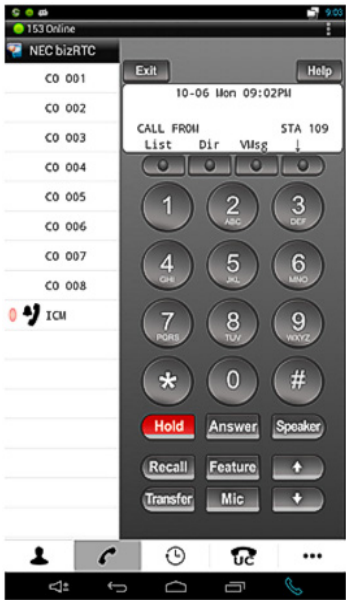 9:03
153 Online
NEC bizRTC
CO 001
CO 002
CO 003
CO 004
CO 005
CO 006
CO 007
CO 008
ICM
Exit
Help
10-06 Mon 09:02PM
CALL FROM STA 109
List Dir VMsg ↓
1
2 ABC
3 DEF
4 GHI
5 JKL
6 MNO
7 PQRS
8 TUV
9 WXYZ
*
0
#
Hold Answer Speaker
Recall Feature ↑
Transfer Mic ↓
UC